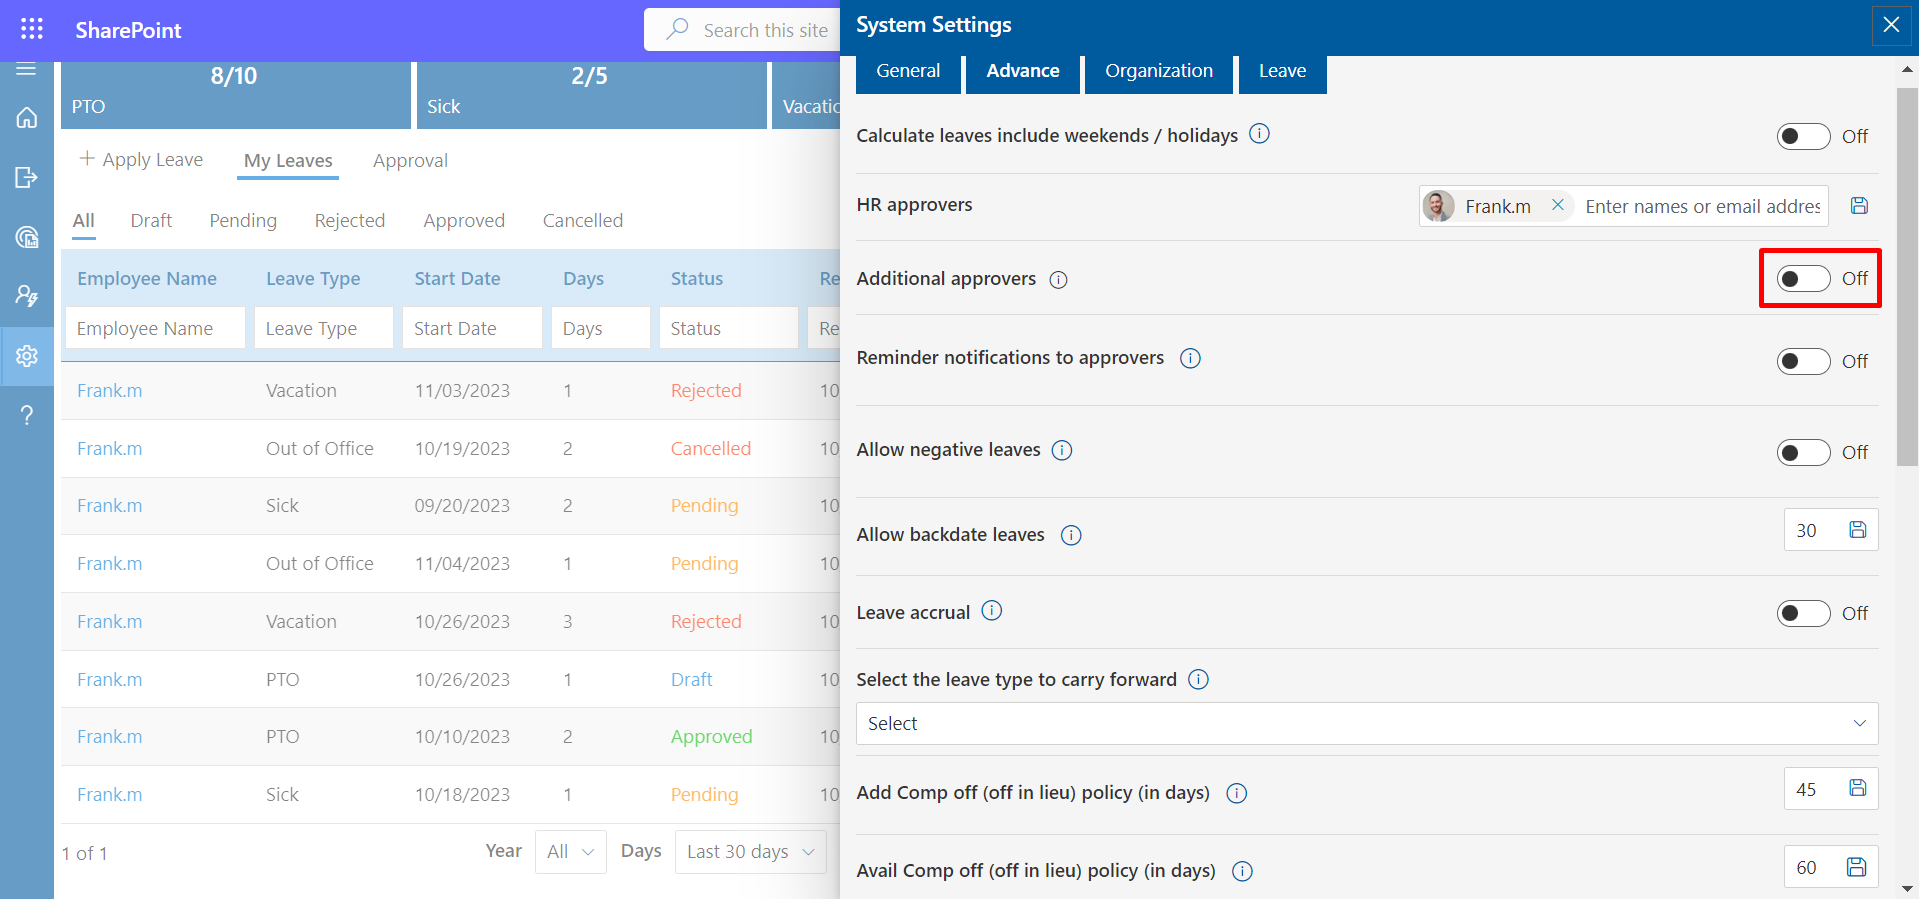 SharePoint
Search this site
8/10
PTO
2/5
Sick
Vacatio
+ Apply Leave
My Leaves
Approval
All
Draft
Pending
Rejected
Approved
Cancelled
Employee Name Leave Type Start Date Days Status Re
Employee Name Leave Type Start Date Days Status Re
Frank.m Vacation 11/03/2023 1 Rejected 10
Frank.m Out of Office 10/19/2023 2 Cancelled 10
Frank.m Sick 09/20/2023 2 Pending 10
Frank.m Out of Office 11/04/2023 1 Pending 10
Frank.m Vacation 10/26/2023 3 Rejected 10
Frank.m PTO 10/26/2023 1 Draft 10
Frank.m PTO 10/10/2023 2 Approved 10
Frank.m Sick 10/18/2023 1 Pending 10
1 of 1
Year All Days Last 30 days
System Settings
General Advance Organization Leave
Calculate leaves include weekends / holidays Off
HR approvers Frank.m Enter names or email addres
Additional approvers Off
Reminder notifications to approvers Off
Allow negative leaves Off
Allow backdate leaves 30
Leave accrual Off
Select the leave type to carry forward
Select
Add Comp off (off in lieu) policy (in days) 45
Avail Comp off (off in lieu) policy (in days) 60